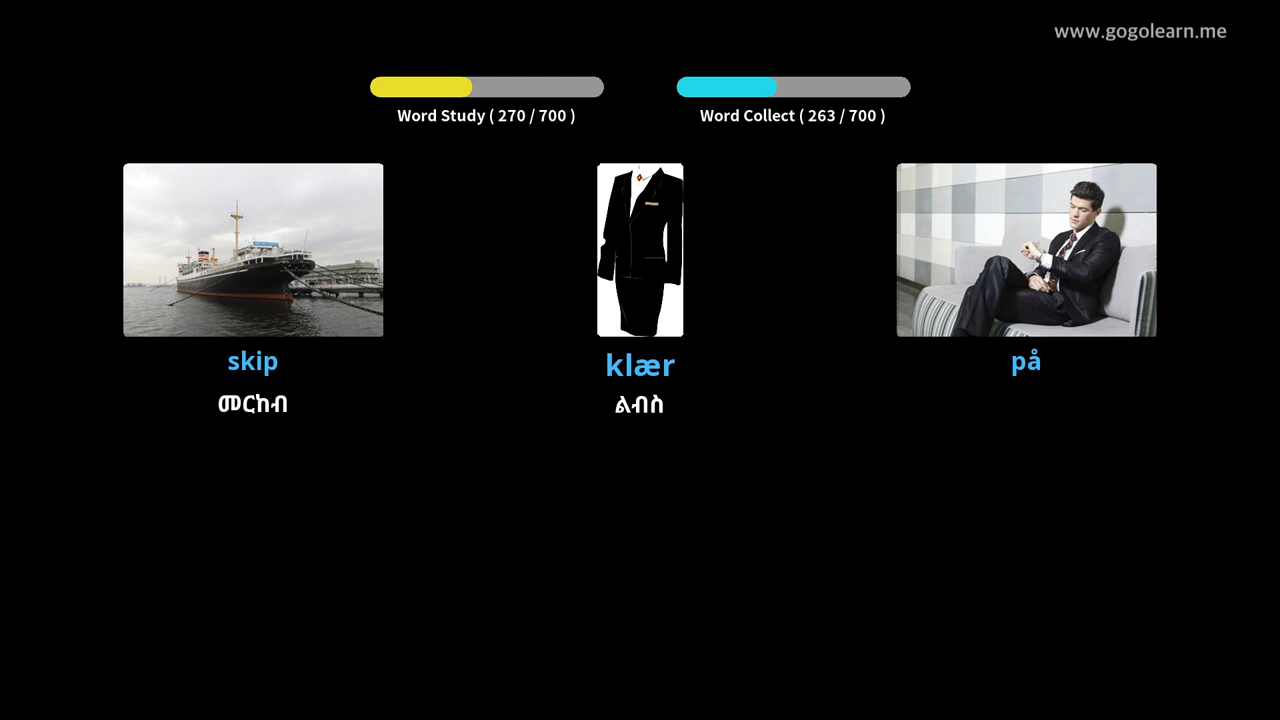 www.gogolearn.me
Word Study ( 270 / 700 )
Word Collect ( 263 / 700 )
skip
klær
på
መርከብ
ልብስ